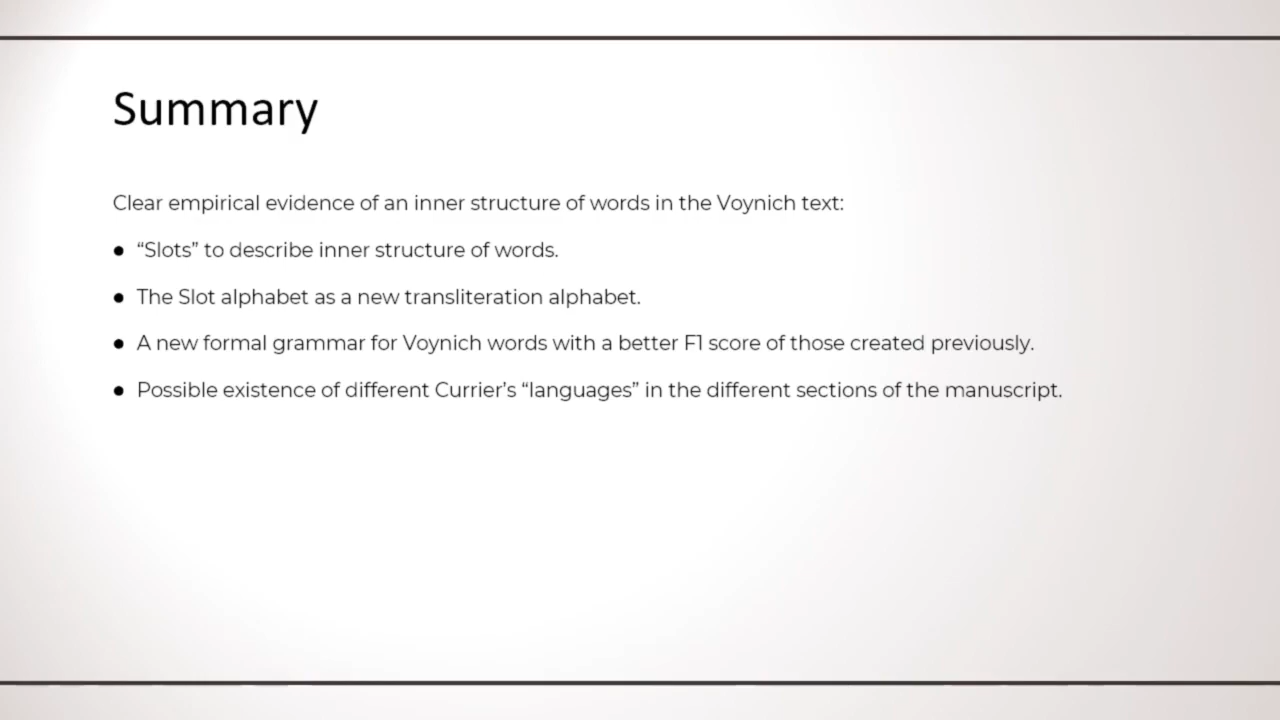 Summary
Clear empirical evidence of an inner structure of words in the Voynich text:
● “Slots” to describe inner structure of words.
● The Slot alphabet as a new transliteration alphabet.
● A new formal grammar for Voynich words with a better F1 score of those created previously.
● Possible existence of different Currier’s “languages” in the different sections of the manuscript.